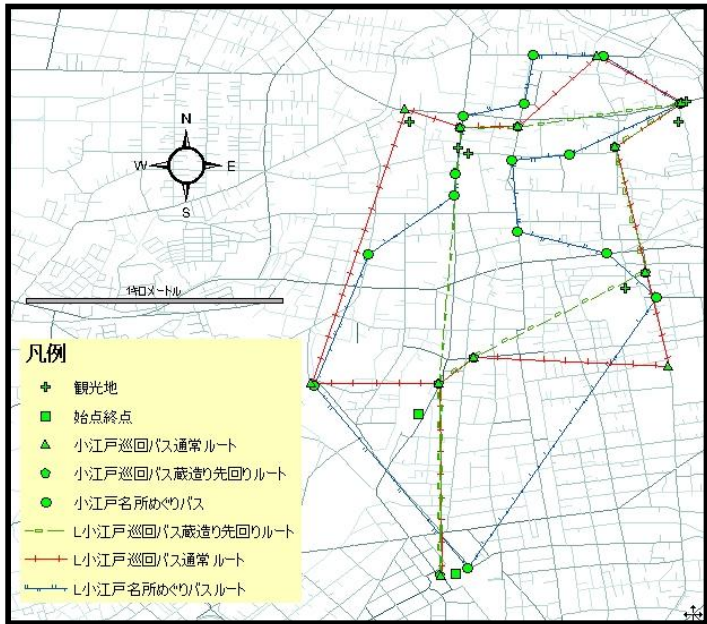 N
W E
S
1キロメートル
凡例
観光地
始点終点
小江戸巡回バス通常ルート
小江戸巡回バス蔵造り先回りルート
小江戸名所めぐりバス
L小江戸巡回バス蔵造り先回りルート
L小江戸巡回バス通常ルート
L小江戸名所めぐりバスルート